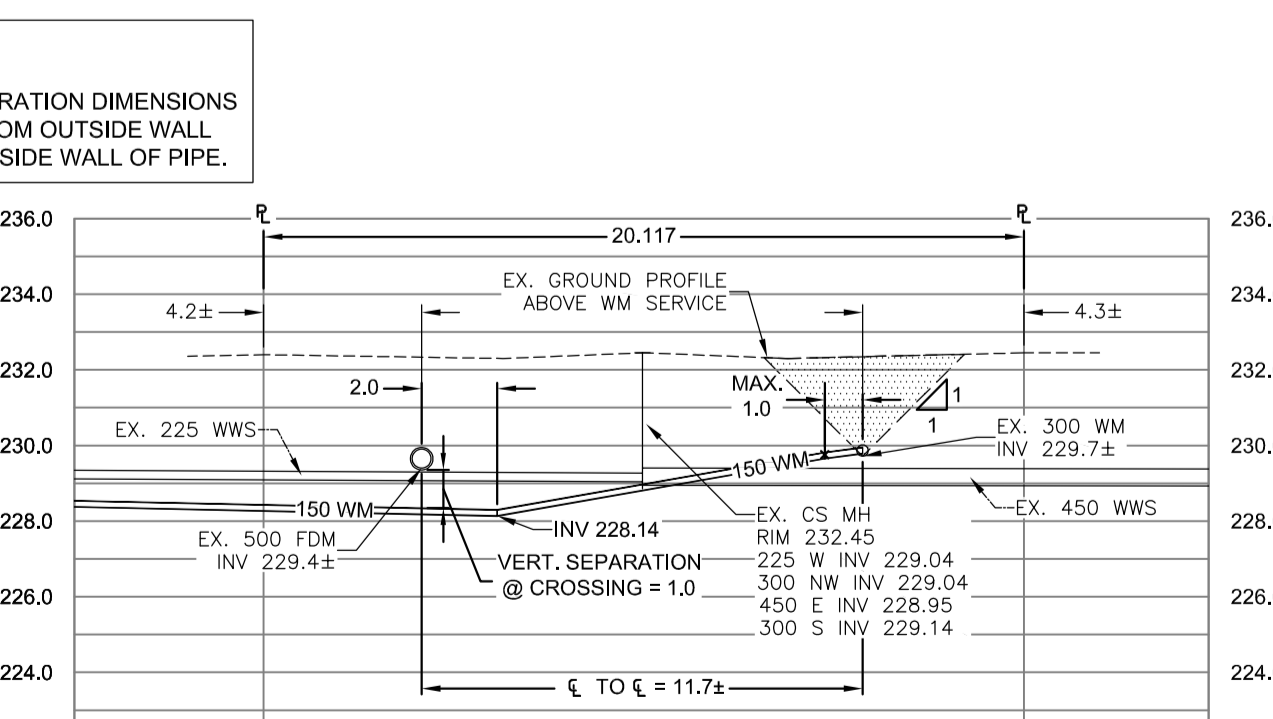 RATION DIMENSIONS
OM OUTSIDE WALL
SIDE WALL OF PIPE.
236.0
℄
℄
236.
20.117
EX. GROUND PROFILE
ABOVE WM SERVICE
234.0
234.
4.2±
4.3±
232.0
232.
2.0
MAX.
1.0
1
1
EX. 225 WWS
EX. 300 WM
INV 229.7±
230.0
230.
150 WM
150 WM
EX. 450 WWS
228.0
228.
INV 228.14
EX. 500 FDM
INV 229.4±
EX. CS MH
RIM 232.45
225 W INV 229.04
300 NW INV 229.04
450 E INV 228.95
300 S INV 229.14
VERT. SEPARATION
@ CROSSING = 1.0
226.0
226.
224.0
224.
℄ TO ℄ = 11.7±